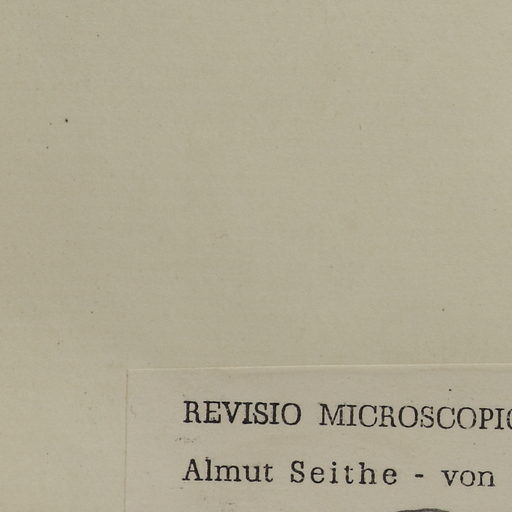 REVISIO MICROSCOPIC
Almut Seithe - von